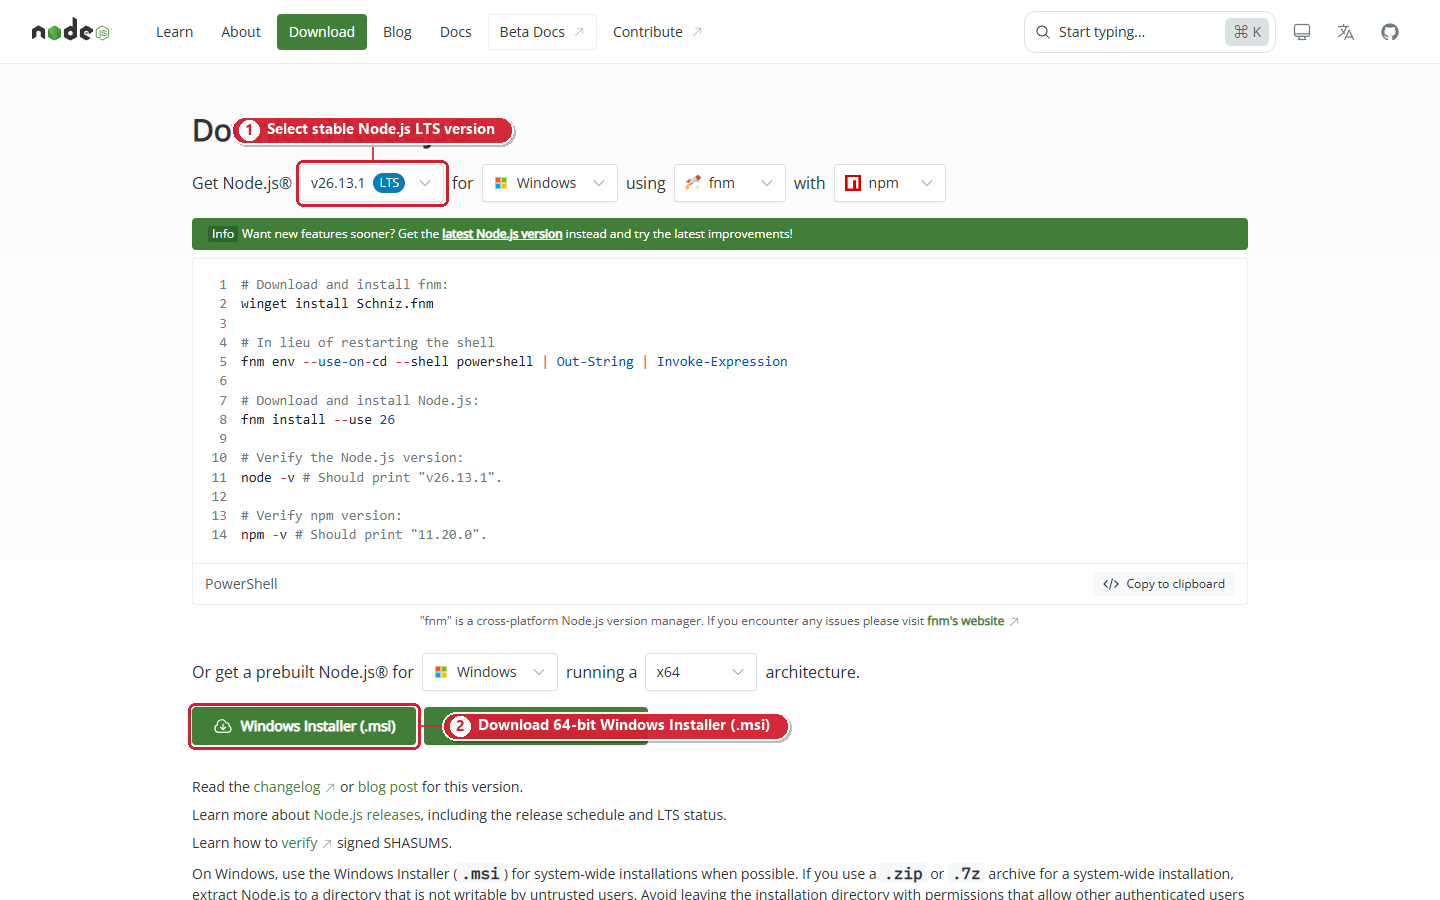 node
JS
Learn
About
Download
Blog
Docs
Beta Docs
Contribute
Start typing...
⌘ K
1 Select stable Node.js LTS version
Get Node.js® v26.13.1 LTS for Windows using fnm with npm
Info Want new features sooner? Get the latest Node.js version instead and try the latest improvements!
1 # Download and install fnm:
2 winget install Schniz.fnm
3
4 # In lieu of restarting the shell
5 fnm env --use-on-cd --shell powershell | Out-String | Invoke-Expression
6
7 # Download and install Node.js:
8 fnm install --use 26
9
10 # Verify the Node.js version:
11 node -v # Should print "v26.13.1".
12
13 # Verify npm version:
14 npm -v # Should print "11.20.0".
PowerShell
Copy to clipboard
"fnm" is a cross-platform Node.js version manager. If you encounter any issues please visit fnm's website
Or get a prebuilt Node.js® for Windows running a x64 architecture.
Windows Installer (.msi)
2 Download 64-bit Windows Installer (.msi)
Read the changelog or blog post for this version.
Learn more about Node.js releases, including the release schedule and LTS status.
Learn how to verify signed SHASUMS.
On Windows, use the Windows Installer ( .msi ) for system-wide installations when possible. If you use a .zip or .7z archive for a system-wide installation,
extract Node.js to a directory that is not writable by untrusted users. Avoid leaving the installation directory with permissions that allow other authenticated users